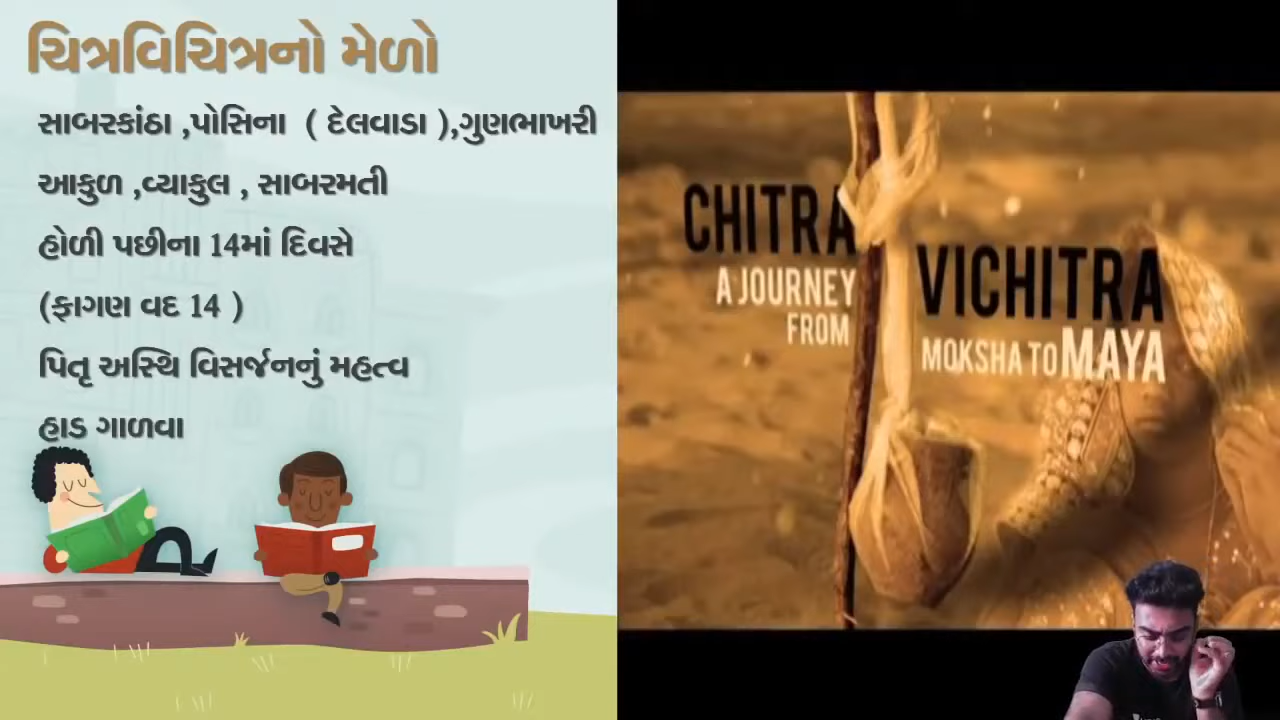 ચિત્રવિચિત્રનો મેળો
સાબરકાંઠા ,પોસિના ( દેલવાડા ),ગુણભાખરી
આકુળ ,વ્યાકુલ , સાબરમતી
હોળી પછીના 14માં દિવસે
(ફાગણ વદ 14 )
પિતૃ અસ્થિ વિસર્જનનું મહત્વ
હાડ ગાળવા
CHITRA
A JOURNEY
FROM
VICHITRA
MOKSHA TO MAYA